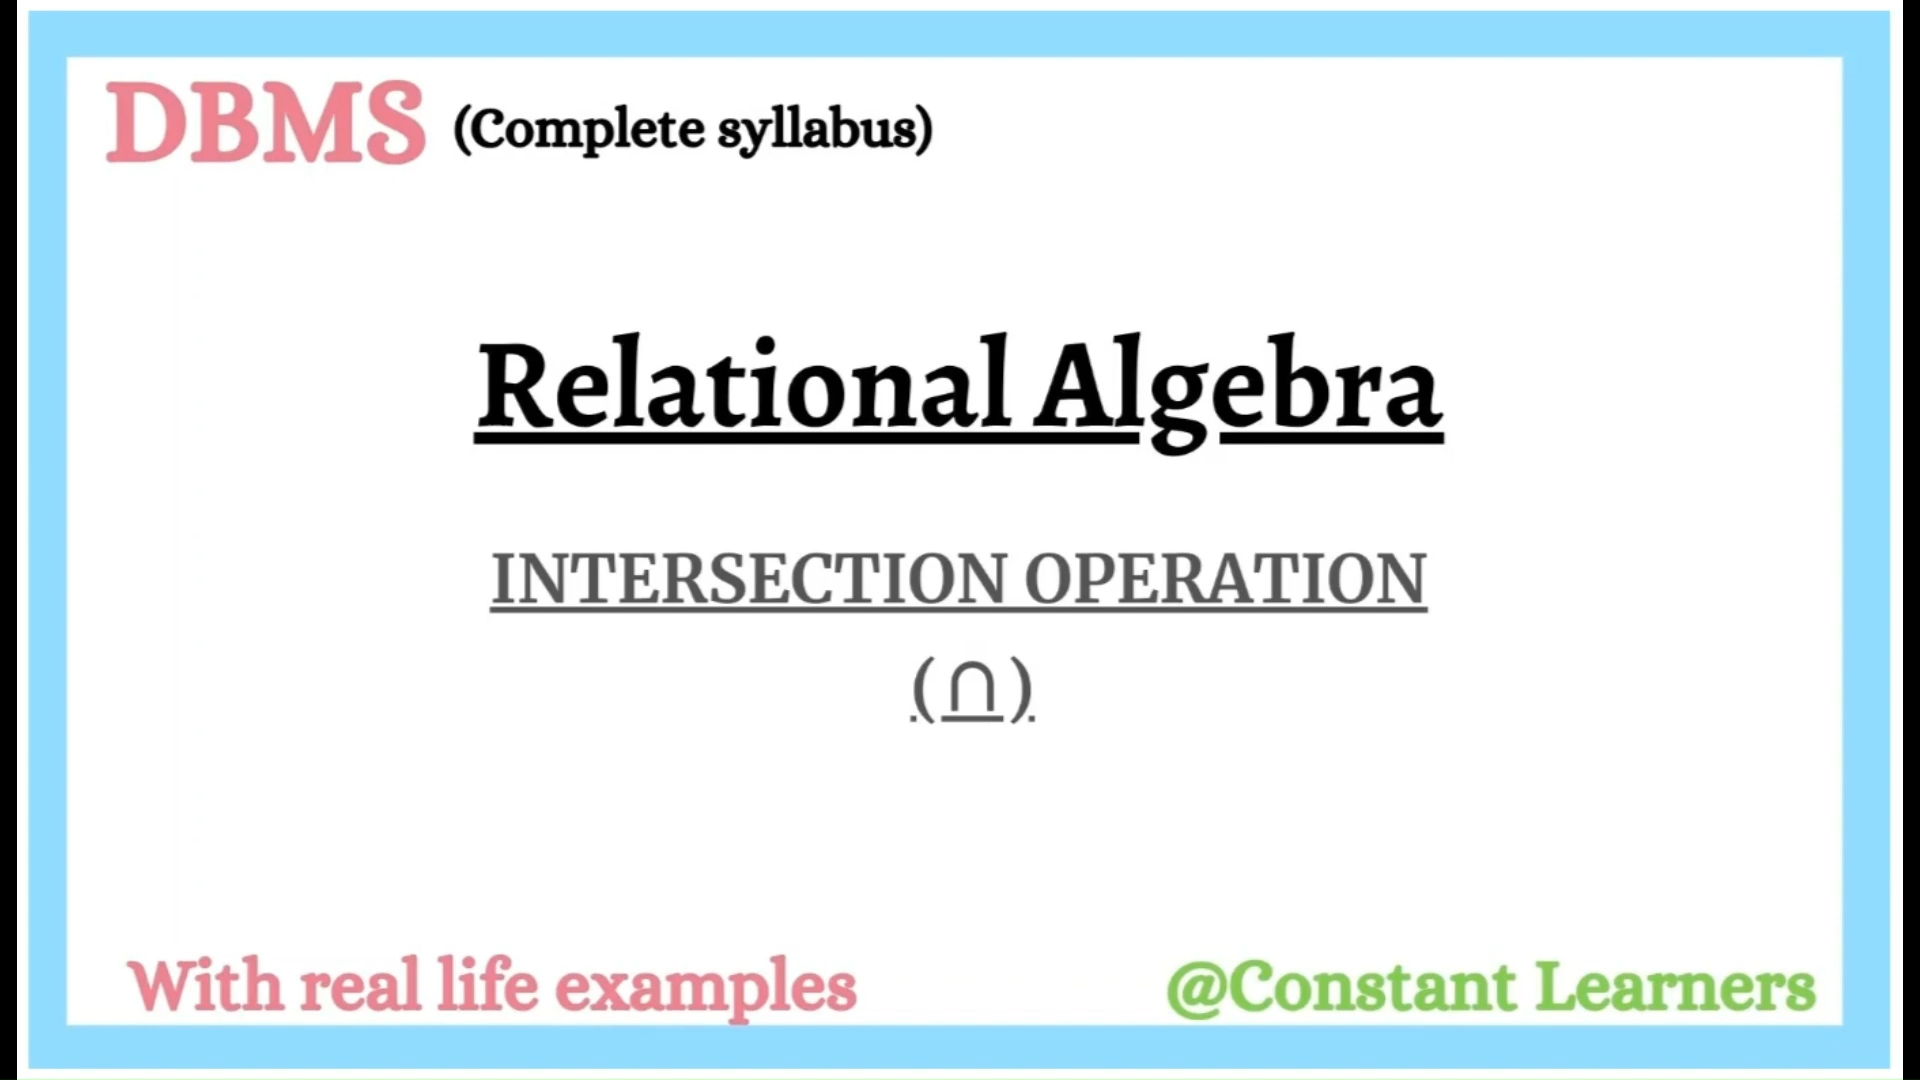 DBMS (Complete syllabus)
Relational Algebra
INTERSECTION OPERATION
(∩)
With real life examples
@Constant Learners